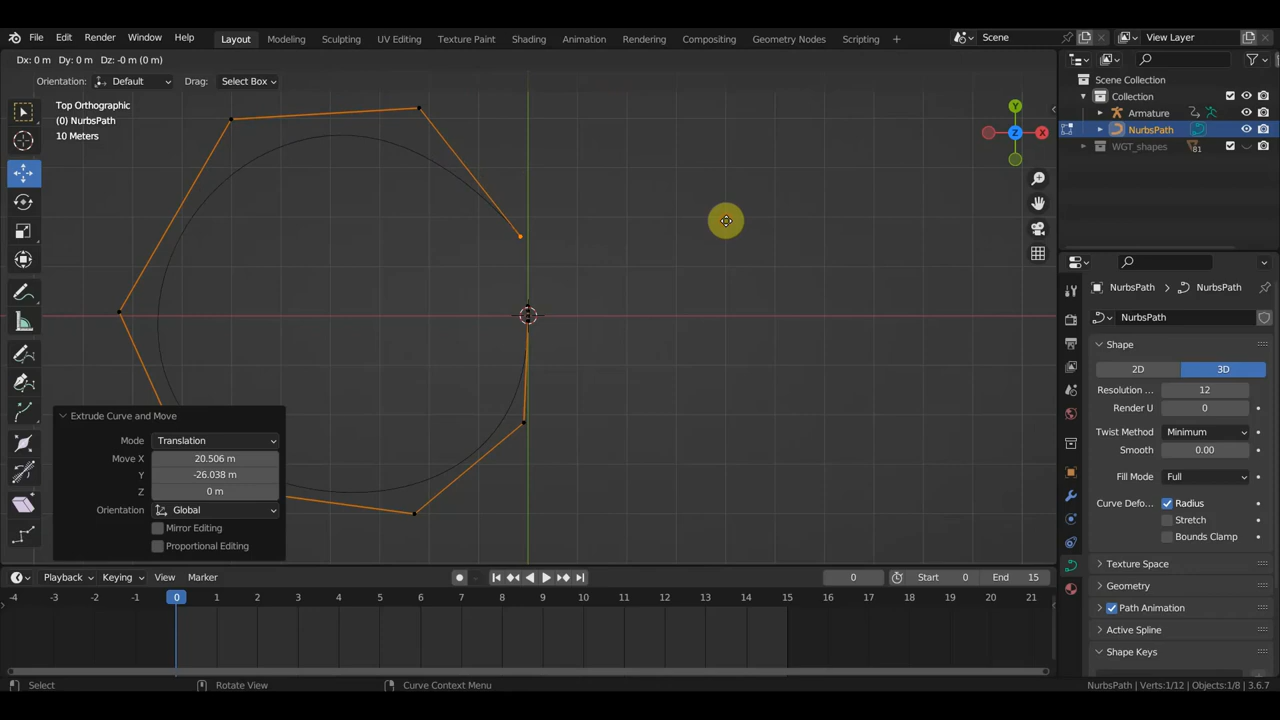 File Edit Render Window Help Layout Modeling Sculpting UV Editing Texture Paint Shading Animation Rendering Compositing Geometry Nodes Scripting + Scene View Layer
Dx: 0 m Dy: 0 m Dz: -0 m (0 m)
Orientation: Default Drag: Select Box
Top Orthographic
(0) NurbsPath
10 Meters
Y
Z
X
Scene Collection
Collection
Armature
NurbsPath
WGT_shapes
81
NurbsPath > NurbsPath
NurbsPath
Shape
2D 3D
Resolution ... 12
Render U 0
Twist Method Minimum
Smooth 0.00
Fill Mode Full
Curve Defo... Radius
Stretch
Bounds Clamp
Texture Space
Geometry
Path Animation
Active Spline
Shape Keys
Extrude Curve and Move
Mode Translation
Move X 20.506 m
Y -26.038 m
Z 0 m
Orientation Global
Mirror Editing
Proportional Editing
Playback Keying View Marker 0 Start 0 End 15
-4 -3 -2 -1 0 1 2 3 4 5 6 7 8 9 10 11 12 13 14 15 16 17 18 19 20 21
Select Rotate View Curve Context Menu NurbsPath | Verts:1/12 | Objects:1/8 | 3.6.7